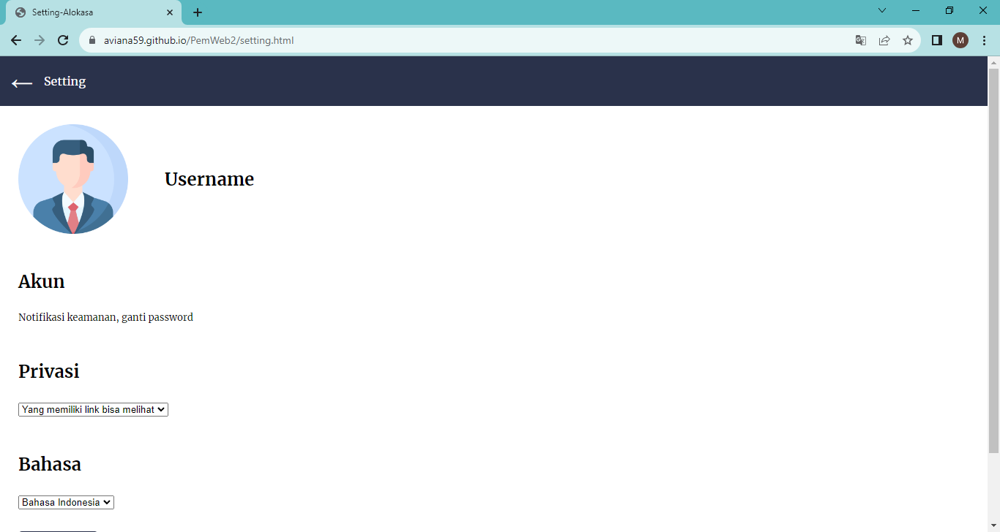 Setting-Alokasa
aviana59.github.io/PemWeb2/setting.html
M
Setting
Username
Akun
Notifikasi keamanan, ganti password
Privasi
Yang memiliki link bisa melihat
Bahasa
Bahasa Indonesia